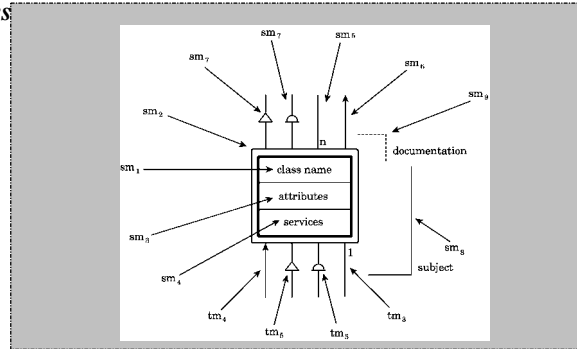 s
sm₇ sm₅
sm₇ sm₆
sm₂ sm₉
n
documentation
sm₁ class name
attributes
services
sm₃ sm₈
1
sm₄ subject
tm₄ tm₅ tm₅ tm₃